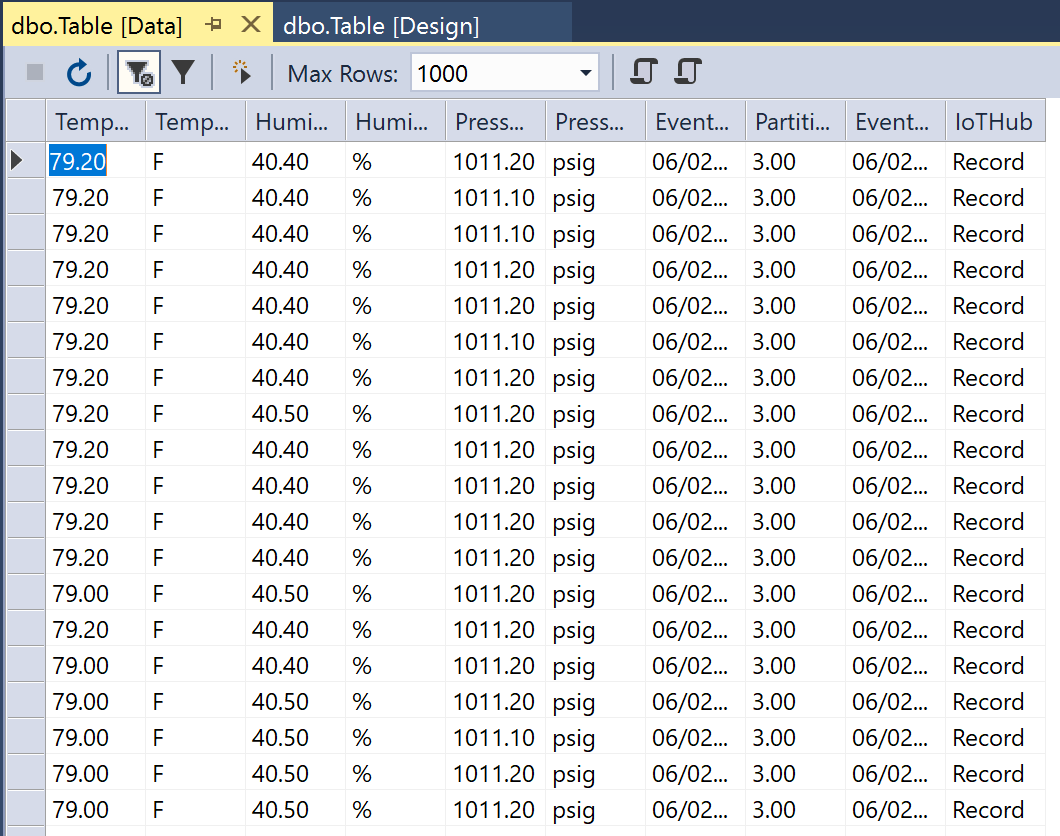 dbo.Table [Data] dbo.Table [Design]
Max Rows: 1000
Temp... Temp... Humi... Humi... Press... Press... Event... Partiti... Event... IoTHub
79.20 F 40.40 % 1011.20 psig 06/02... 3.00 06/02... Record
79.20 F 40.40 % 1011.10 psig 06/02... 3.00 06/02... Record
79.20 F 40.40 % 1011.10 psig 06/02... 3.00 06/02... Record
79.20 F 40.40 % 1011.20 psig 06/02... 3.00 06/02... Record
79.20 F 40.40 % 1011.20 psig 06/02... 3.00 06/02... Record
79.20 F 40.40 % 1011.10 psig 06/02... 3.00 06/02... Record
79.20 F 40.40 % 1011.20 psig 06/02... 3.00 06/02... Record
79.20 F 40.50 % 1011.20 psig 06/02... 3.00 06/02... Record
79.20 F 40.40 % 1011.20 psig 06/02... 3.00 06/02... Record
79.20 F 40.40 % 1011.20 psig 06/02... 3.00 06/02... Record
79.20 F 40.40 % 1011.20 psig 06/02... 3.00 06/02... Record
79.20 F 40.40 % 1011.20 psig 06/02... 3.00 06/02... Record
79.00 F 40.50 % 1011.20 psig 06/02... 3.00 06/02... Record
79.20 F 40.40 % 1011.20 psig 06/02... 3.00 06/02... Record
79.00 F 40.40 % 1011.20 psig 06/02... 3.00 06/02... Record
79.00 F 40.50 % 1011.20 psig 06/02... 3.00 06/02... Record
79.00 F 40.50 % 1011.10 psig 06/02... 3.00 06/02... Record
79.00 F 40.50 % 1011.20 psig 06/02... 3.00 06/02... Record
79.00 F 40.50 % 1011.20 psig 06/02... 3.00 06/02... Record